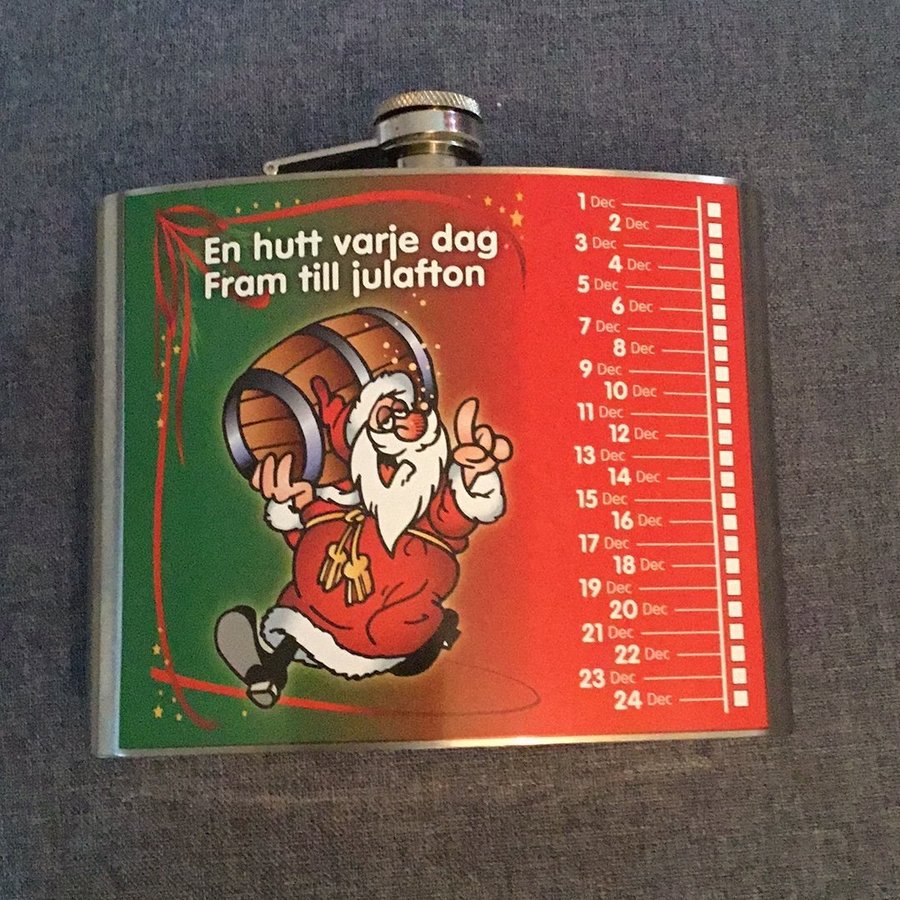 En hutt varje dag
Fram till julafton
1 Dec
2 Dec
3 Dec
4 Dec
5 Dec
6 Dec
7 Dec
8 Dec
9 Dec
10 Dec
11 Dec
12 Dec
13 Dec
14 Dec
15 Dec
16 Dec
17 Dec
18 Dec
19 Dec
20 Dec
21 Dec
22 Dec
23 Dec
24 Dec